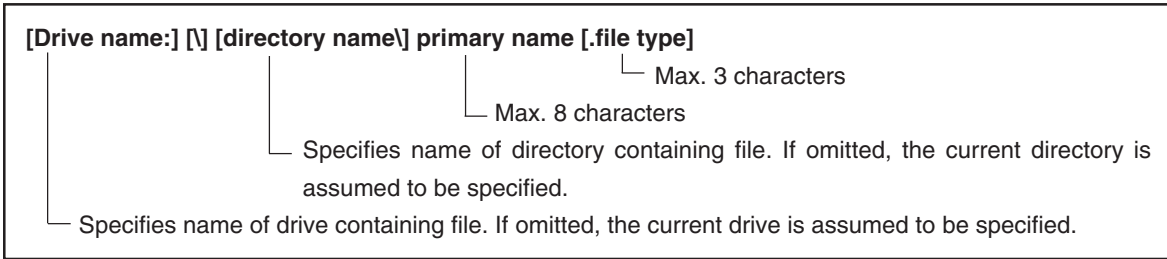 [Drive name:] [\] [directory name\] primary name [.file type]
Max. 3 characters
Max. 8 characters
Specifies name of directory containing file. If omitted, the current directory is
assumed to be specified.
Specifies name of drive containing file. If omitted, the current drive is assumed to be specified.